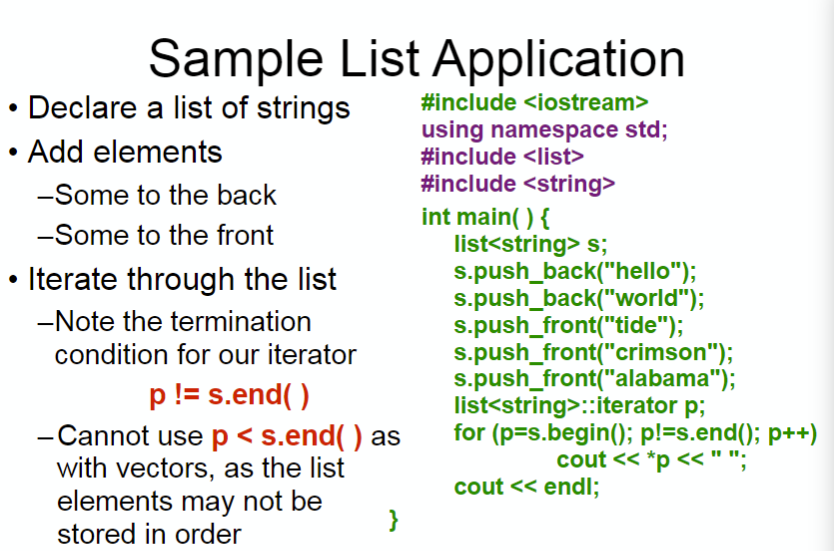 Sample List Application
• Declare a list of strings
• Add elements
–Some to the back
–Some to the front
• Iterate through the list
–Note the termination
condition for our iterator
p != s.end( )
–Cannot use p < s.end( ) as
with vectors, as the list
elements may not be
stored in order
#include <iostream>
using namespace std;
#include <list>
#include <string>
int main( ) {
list<string> s;
s.push_back("hello");
s.push_back("world");
s.push_front("tide");
s.push_front("crimson");
s.push_front("alabama");
list<string>::iterator p;
for (p=s.begin(); p!=s.end(); p++)
cout << *p << " ";
cout << endl;
}